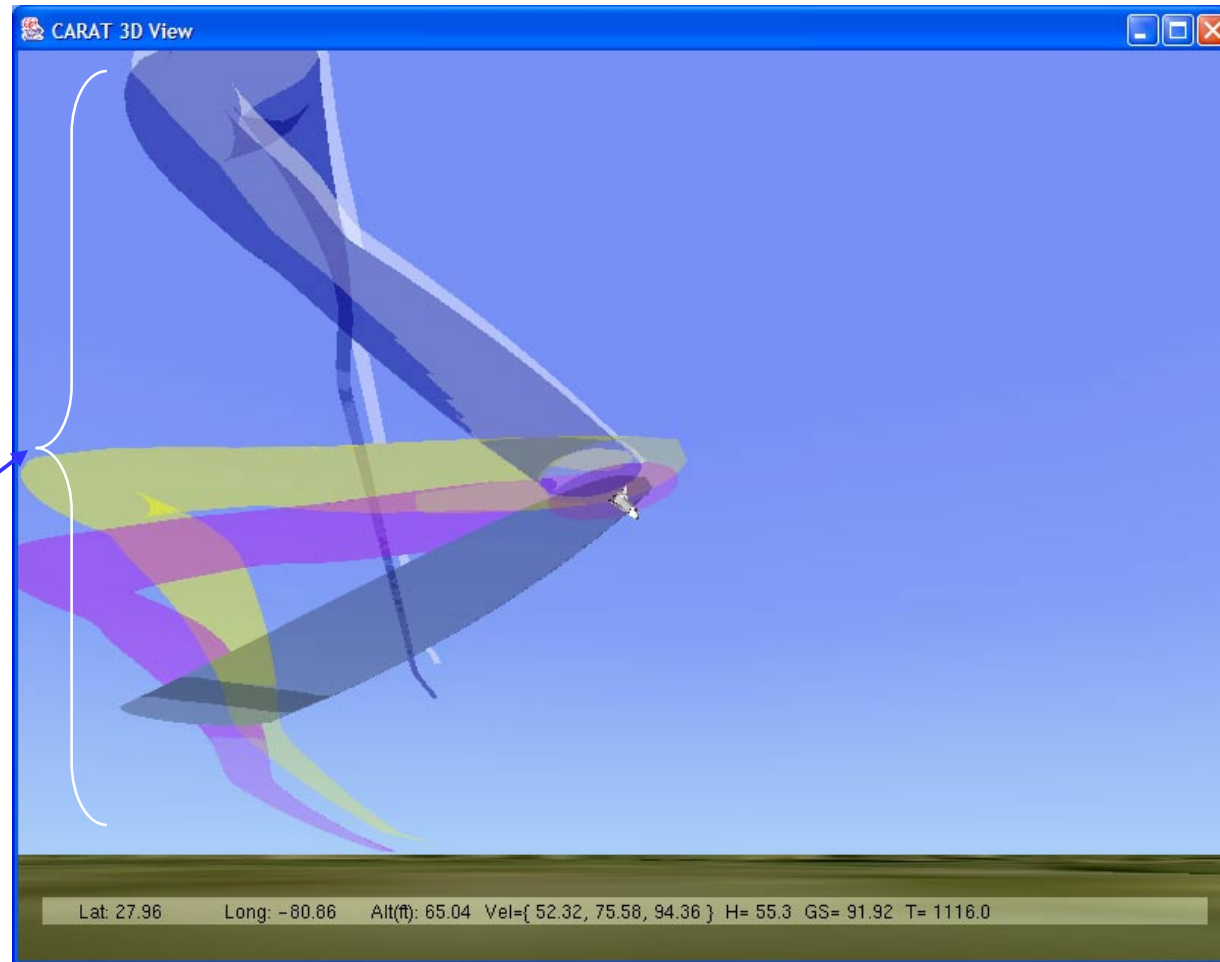 CARAT 3D View
Lat: 27.96 Long: -80.86 Alt(ft): 65.04 Vel={ 52.32, 75.58, 94.36 } H= 55.3 GS= 91.92 T= 1116.0